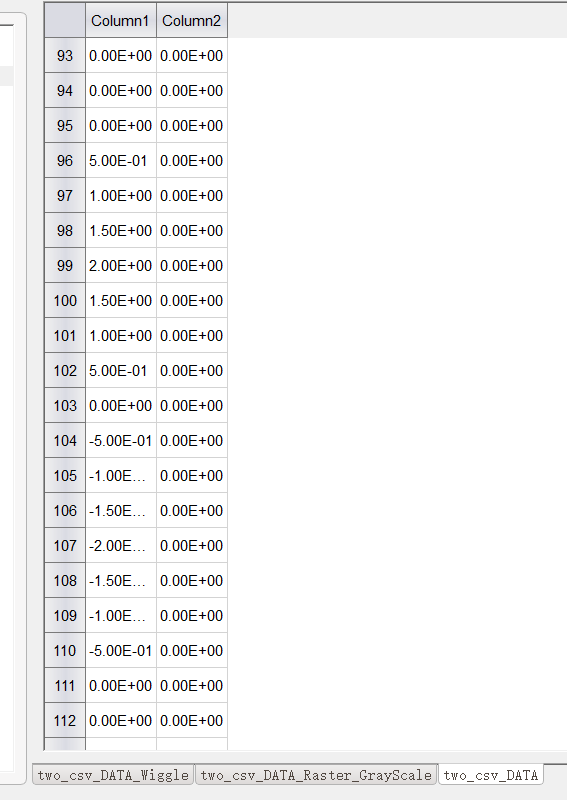 Column1 Column2
93 0.00E+00 0.00E+00
94 0.00E+00 0.00E+00
95 0.00E+00 0.00E+00
96 5.00E-01 0.00E+00
97 1.00E+00 0.00E+00
98 1.50E+00 0.00E+00
99 2.00E+00 0.00E+00
100 1.50E+00 0.00E+00
101 1.00E+00 0.00E+00
102 5.00E-01 0.00E+00
103 0.00E+00 0.00E+00
104 -5.00E-01 0.00E+00
105 -1.00E... 0.00E+00
106 -1.50E... 0.00E+00
107 -2.00E... 0.00E+00
108 -1.50E... 0.00E+00
109 -1.00E... 0.00E+00
110 -5.00E-01 0.00E+00
111 0.00E+00 0.00E+00
112 0.00E+00 0.00E+00
two_csv_DATA_Wiggle two_csv_DATA_Raster_GrayScale two_csv_DATA